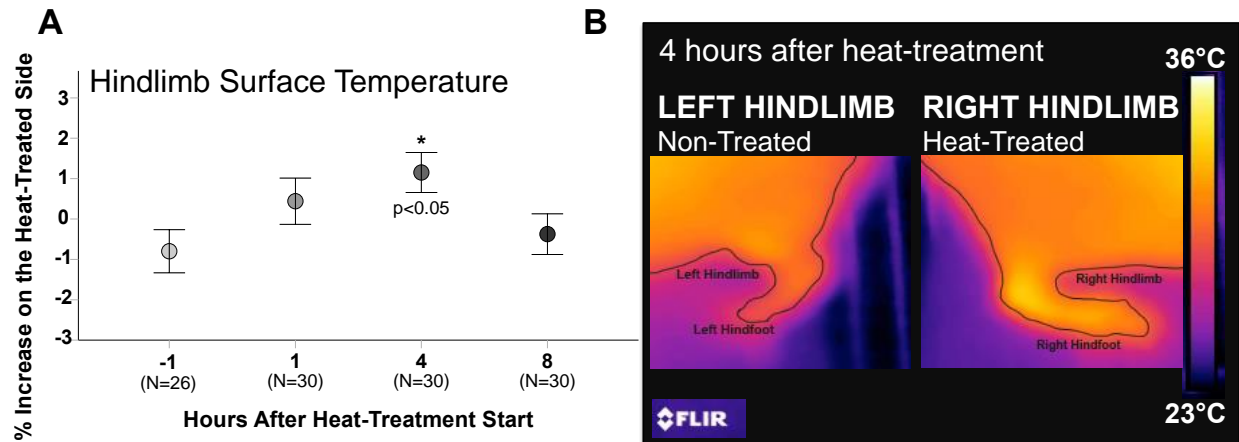 A
Hindlimb Surface Temperature
% Increase on the Heat-Treated Side
3
2
1
0
-1
-2
-3
*
p<0.05
-1
1
4
8
(N=26)
(N=30)
(N=30)
(N=30)
Hours After Heat-Treatment Start
B
4 hours after heat-treatment
36°C
LEFT HINDLIMB
Non-Treated
RIGHT HINDLIMB
Heat-Treated
Left Hindlimb
Left Hindfoot
Right Hindlimb
Right Hindfoot
23°C
FLIR